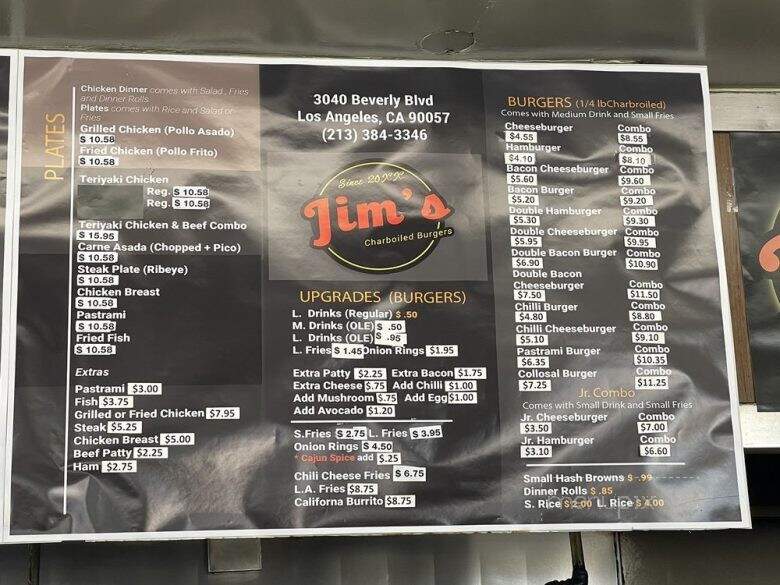 PLATES
Chicken Dinner comes with Salad , Fries
and Dinner Rolls
Plates comes with Rice and Salad or
Fries
Grilled Chicken (Pollo Asado)
$ 10.58
Fried Chicken (Pollo Frito)
$ 10.58
Teriyaki Chicken
Reg. $ 10.58
Reg. $ 10.58
Teriyaki Chicken & Beef Combo
$ 15.95
Carne Asada (Chopped + Pico)
$ 10.58
Steak Plate (Ribeye)
$ 10.58
Chicken Breast
$ 10.58
Pastrami
$ 10.58
Fried Fish
$ 10.58
Extras
Pastrami $3.00
Fish $3.75
Grilled or Fried Chicken $7.95
Steak $5.25
Chicken Breast $5.00
Beef Patty $2.25
Ham $2.75
3040 Beverly Blvd
Los Angeles, CA 90057
(213) 384-3346
Since 20XX
Jim's
Charboiled Burgers
UPGRADES (BURGERS)
L. Drinks (Regular) $ .50
M. Drinks (OLE) $ .50
L. Drinks (OLE) $ .95
L. Fries $ 1.45 Onion Rings $1.95
Extra Patty $2.25 Extra Bacon $1.75
Extra Cheese $.75 Add Chilli $1.00
Add Mushroom $.75 Add Egg $1.00
Add Avocado $1.20
S.Fries $ 2.75 L. Fries $ 3.95
Onion Rings $ 4.50
* Cajun Spice add $.25
Chili Cheese Fries $ 6.75
L.A. Fries $8.75
Californa Burrito $8.75
BURGERS (1/4 lbCharbroiled)
Comes with Medium Drink and Small Fries
Cheeseburger Combo
$4.55 $8.55
Hamburger Combo
$4.10 $8.10
Bacon Cheeseburger Combo
$5.60 $9.60
Bacon Burger Combo
$5.20 $9.20
Double Hamburger Combo
$5.30 $9.30
Double Cheeseburger Combo
$5.95 $9.95
Double Bacon Burger Combo
$6.90 $10.90
Double Bacon
Cheeseburger Combo
$7.50 $11.50
Chilli Burger Combo
$4.80 $8.80
Chilli Cheeseburger Combo
$5.10 $9.10
Pastrami Burger Combo
$6.35 $10.35
Collosal Burger Combo
$7.25 $11.25
Jr. Combo
Comes with Small Drink and Small Fries
Jr. Cheeseburger Combo
$3.50 $7.00
Jr. Hamburger Combo
$3.10 $6.60
Small Hash Browns $ .99
Dinner Rolls $ .85
S. Rice $ 2.00 L. Rice $ 4.00